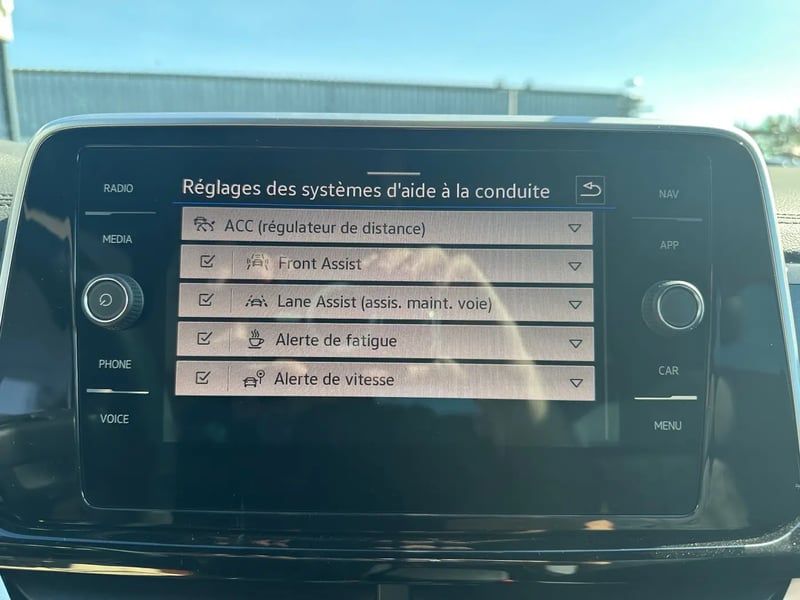 Réglages des systèmes d'aide à la conduite
ACC (régulateur de distance)
Front Assist
Lane Assist (assis. maint. voie)
Alerte de fatigue
Alerte de vitesse
RADIO
MEDIA
PHONE
VOICE
NAV
APP
CAR
MENU